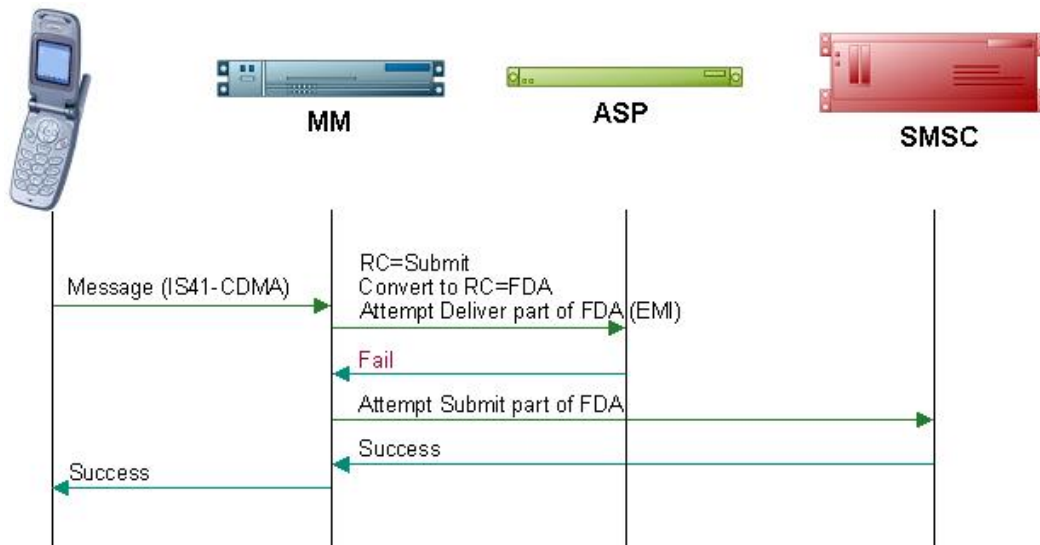 MM
ASP
SMSC
Message (IS41-CDMA)
RC=Submit
Convert to RC=FDA
Attempt Deliver part of FDA (EMI)
Fail
Attempt Submit part of FDA
Success
Success